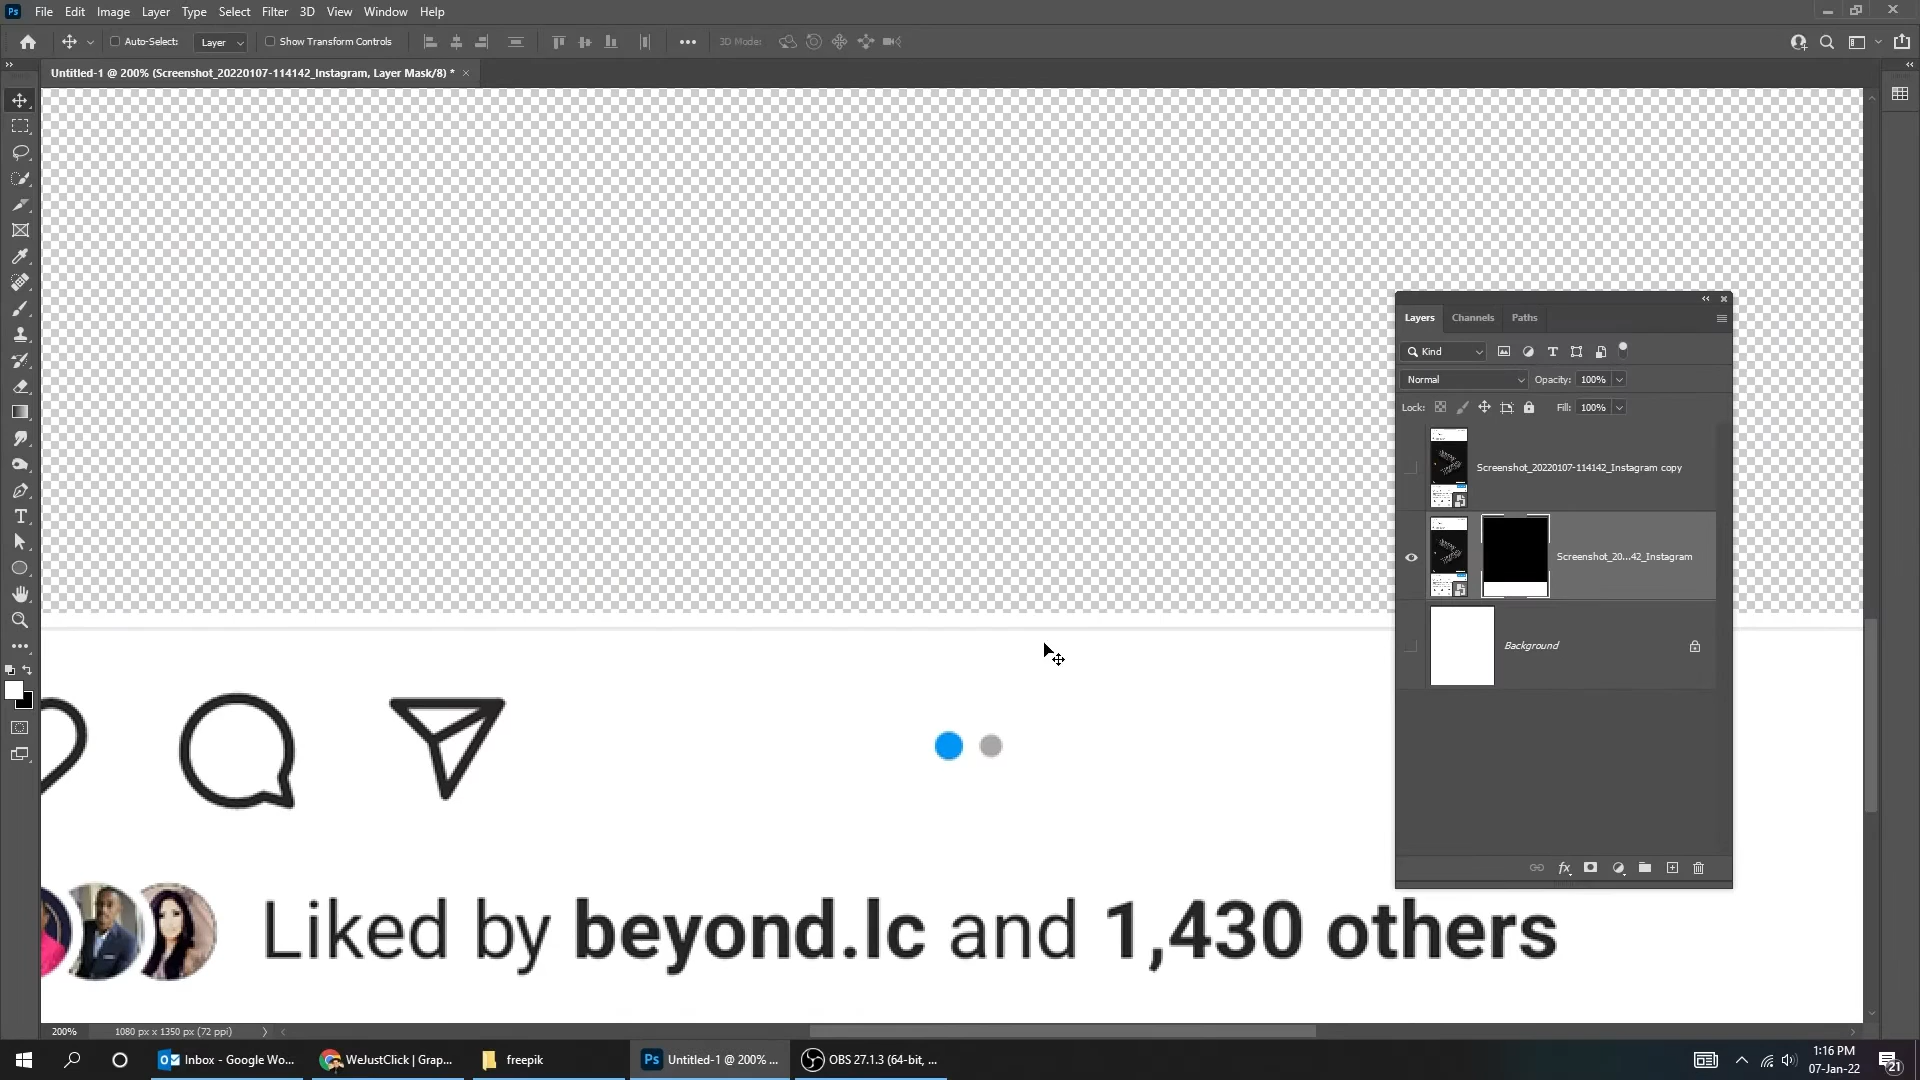 Ps File Edit Image Layer Type Select Filter 3D View Window Help
Auto-Select: Layer Show Transform Controls 3D Mode:
Untitled-1 @ 200% (Screenshot_20220107-114142_Instagram, Layer Mask/8) *
Layers Channels Paths
Kind
Normal Opacity: 100%
Lock: Fill: 100%
Screenshot_20220107-114142_Instagram copy
Screenshot_20...42_Instagram
Background
Liked by beyond.lc and 1,430 others
200% 1080 px x 1350 px (72 ppi)
Inbox - Google Wo... WeJustClick | Grap... freepik Ps Untitled-1 @ 200% ... OBS 27.1.3 (64-bit, ...
1:16 PM
07-Jan-22
21